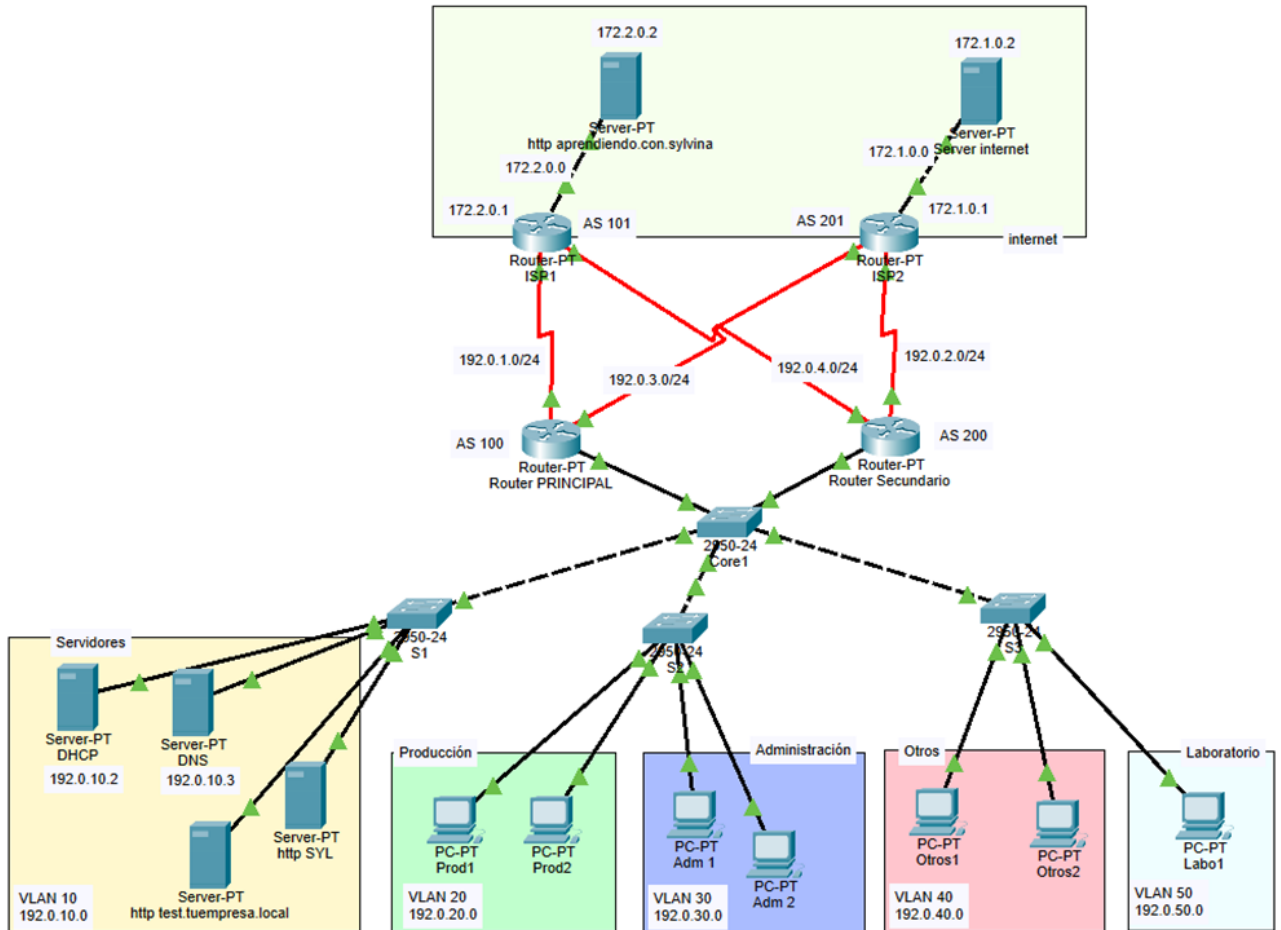 172.2.0.2
172.1.0.2
Server-PT
http aprendiendo.con.sylvina
Server-PT
Server internet
172.2.0.0
172.1.0.0
172.2.0.1
AS 101
AS 201
172.1.0.1
internet
Router-PT
ISP1
Router-PT
ISP2
192.0.1.0/24
192.0.3.0/24
192.0.4.0/24
192.0.2.0/24
AS 100
AS 200
Router-PT
Router PRINCIPAL
Router-PT
Router Secundario
2950-24
Core1
2950-24
S1
2950-24
S2
2950-24
S3
Servidores
Server-PT
DHCP
192.0.10.2
Server-PT
DNS
192.0.10.3
Server-PT
http SYL
Server-PT
http test.tuempresa.local
VLAN 10
192.0.10.0
Producción
PC-PT
Prod1
PC-PT
Prod2
VLAN 20
192.0.20.0
Administración
PC-PT
Adm 1
PC-PT
Adm 2
VLAN 30
192.0.30.0
Otros
PC-PT
Otros1
PC-PT
Otros2
VLAN 40
192.0.40.0
Laboratorio
PC-PT
Labo1
VLAN 50
192.0.50.0